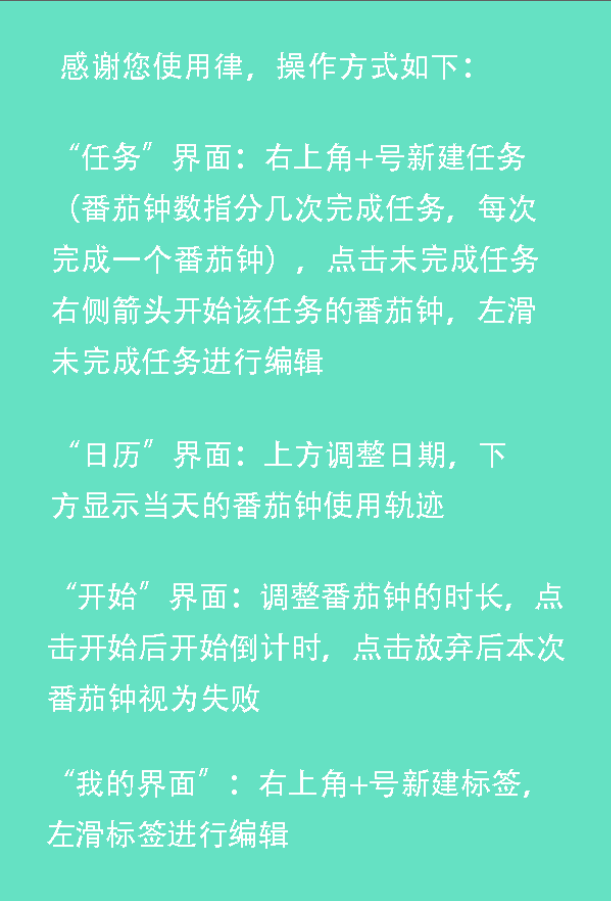 感谢您使用律，操作方式如下：
“任务”界面：右上角+号新建任务
（番茄钟数指分几次完成任务，每次
完成一个番茄钟），点击未完成任务
右侧箭头开始该任务的番茄钟，左滑
未完成任务进行编辑
“日历”界面：上方调整日期，下
方显示当天的番茄钟使用轨迹
“开始”界面：调整番茄钟的时长，点
击开始后开始倒计时，点击放弃后本次
番茄钟视为失败
“我的界面”：右上角+号新建标签，
左滑标签进行编辑